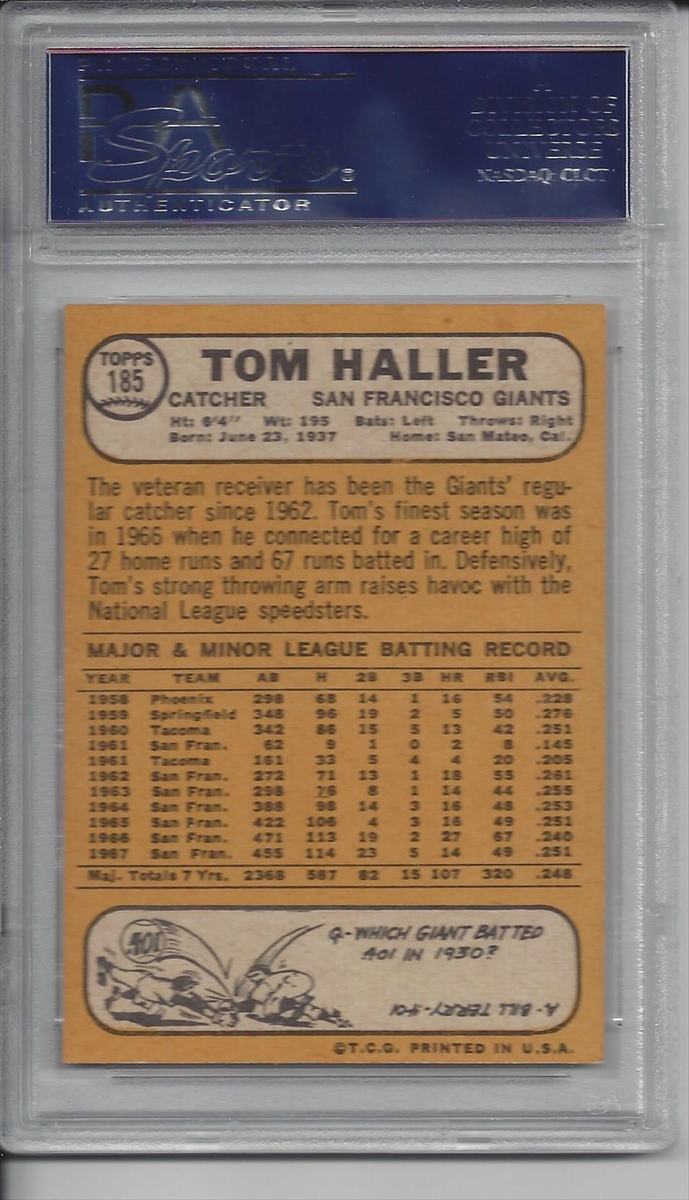 PROFESSIONAL
PSA
Sports ®
AUTHENTICATOR
A
DIVISION OF
COLLECTORS
UNIVERSE
NASDAQ: CLCT
TOPPS
185
TOM HALLER
CATCHER SAN FRANCISCO GIANTS
Ht: 6'4" Wt: 195 Bats: Left Throws: Right
Born: June 23, 1937 Home: San Mateo, Cal.
The veteran receiver has been the Giants' regu-
lar catcher since 1962. Tom's finest season was
in 1966 when he connected for a career high of
27 home runs and 67 runs batted in. Defensively,
Tom's strong throwing arm raises havoc with the
National League speedsters.
MAJOR & MINOR LEAGUE BATTING RECORD
YEAR TEAM AB H 2B 3B HR RBI AVG.
1958 Phoenix 298 68 14 1 16 54 .228
1959 Springfield 348 96 19 2 5 50 .276
1960 Tacoma 342 86 15 5 13 42 .251
1961 San Fran. 62 9 1 0 2 8 .145
1961 Tacoma 161 33 5 4 4 20 .205
1962 San Fran. 272 71 13 1 18 55 .261
1963 San Fran. 298 76 8 1 14 44 .255
1964 San Fran. 388 98 14 3 16 48 .253
1965 San Fran. 422 106 4 3 16 49 .251
1966 San Fran. 471 113 19 2 27 67 .240
1967 San Fran. 455 114 23 5 14 49 .251
Maj. Totals 7 Yrs. 2368 587 82 15 107 320 .248
.401
Q-WHICH GIANT BATTED
.401 IN 1930?
A-BILL TERRY-.401
©T.C.G. PRINTED IN U.S.A.